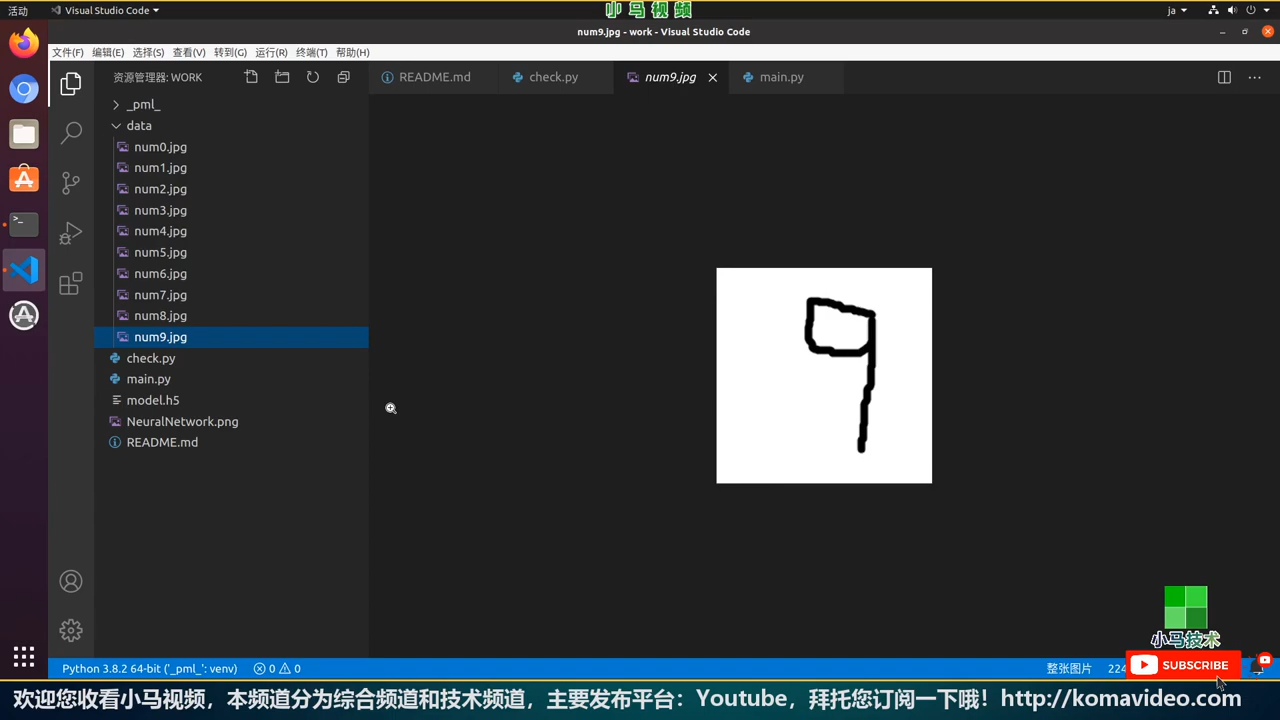 活动
Visual Studio Code
小马视频
ja
num9.jpg - work - Visual Studio Code
文件(F) 编辑(E) 选择(S) 查看(V) 转到(G) 运行(R) 终端(T) 帮助(H)
资源管理器: WORK
README.md
check.py
num9.jpg
main.py
_pml_
data
num0.jpg
num1.jpg
num2.jpg
num3.jpg
num4.jpg
num5.jpg
num6.jpg
num7.jpg
num8.jpg
num9.jpg
check.py
main.py
model.h5
NeuralNetwork.png
README.md
9
小马技术
SUBSCRIBE
Python 3.8.2 64-bit ('_pml_': venv)
0 0
整张图片
欢迎您收看小马视频，本频道分为综合频道和技术频道，主要发布平台：Youtube，拜托您订阅一下哦！http://komavideo.com